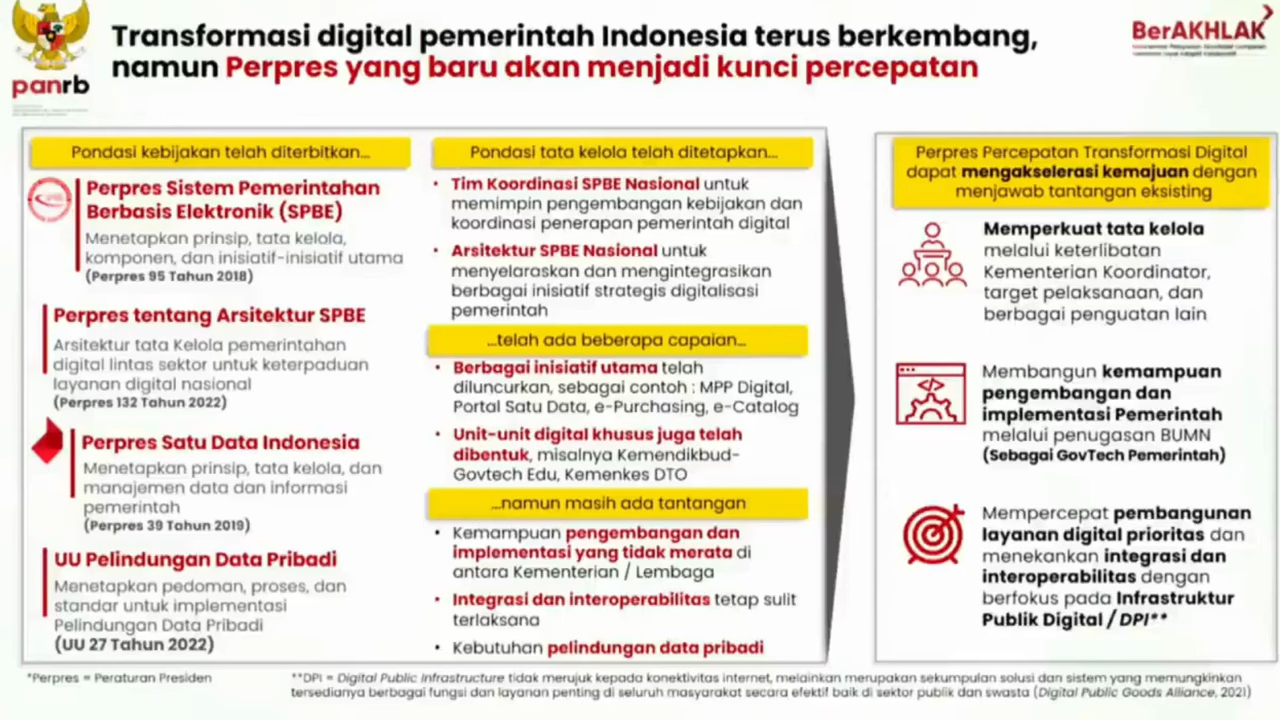 Transformasi digital pemerintah Indonesia terus berkembang,
namun Perpres yang baru akan menjadi kunci percepatan
panrb
BerAKHLAK
Pondasi kebijakan telah diterbitkan...
Perpres Sistem Pemerintahan
Berbasis Elektronik (SPBE)
Menetapkan prinsip, tata kelola,
komponen, dan inisiatif-inisiatif utama
(Perpres 95 Tahun 2018)
Perpres tentang Arsitektur SPBE
Arsitektur tata Kelola pemerintahan
digital lintas sektor untuk keterpaduan
layanan digital nasional
(Perpres 132 Tahun 2022)
Perpres Satu Data Indonesia
Menetapkan prinsip, tata kelola, dan
manajemen data dan informasi
pemerintah
(Perpres 39 Tahun 2019)
UU Pelindungan Data Pribadi
Menetapkan pedoman, proses, dan
standar untuk implementasi
Pelindungan Data Pribadi
(UU 27 Tahun 2022)
Pondasi tata kelola telah ditetapkan...
• Tim Koordinasi SPBE Nasional untuk
memimpin pengembangan kebijakan dan
koordinasi penerapan pemerintah digital
• Arsitektur SPBE Nasional untuk
menyelaraskan dan mengintegrasikan
berbagai inisiatif strategis digitalisasi
pemerintah
...telah ada beberapa capaian...
• Berbagai inisiatif utama telah
diluncurkan, sebagai contoh : MPP Digital,
Portal Satu Data, e-Purchasing, e-Catalog
• Unit-unit digital khusus juga telah
dibentuk, misalnya Kemendikbud-
Govtech Edu, Kemenkes DTO
...namun masih ada tantangan
• Kemampuan pengembangan dan
implementasi yang tidak merata di
antara Kementerian / Lembaga
• Integrasi dan interoperabilitas tetap sulit
terlaksana
• Kebutuhan pelindungan data pribadi
Perpres Percepatan Transformasi Digital
dapat mengakselerasi kemajuan dengan
menjawab tantangan eksisting
Memperkuat tata kelola
melalui keterlibatan
Kementerian Koordinator,
target pelaksanaan, dan
berbagai penguatan lain
Membangun kemampuan
pengembangan dan
implementasi Pemerintah
melalui penugasan BUMN
(Sebagai GovTech Pemerintah)
Mempercepat pembangunan
layanan digital prioritas dan
menekankan integrasi dan
interoperabilitas dengan
berfokus pada Infrastruktur
Publik Digital / DPI**
*Perpres = Peraturan Presiden
**DPI = Digital Public Infrastructure tidak merujuk kepada konektivitas internet, melainkan merupakan sekumpulan solusi dan sistem yang memungkinkan
tersedianya berbagai fungsi dan layanan penting di seluruh masyarakat secara efektif baik di sektor publik dan swasta (Digital Public Goods Alliance, 2021)